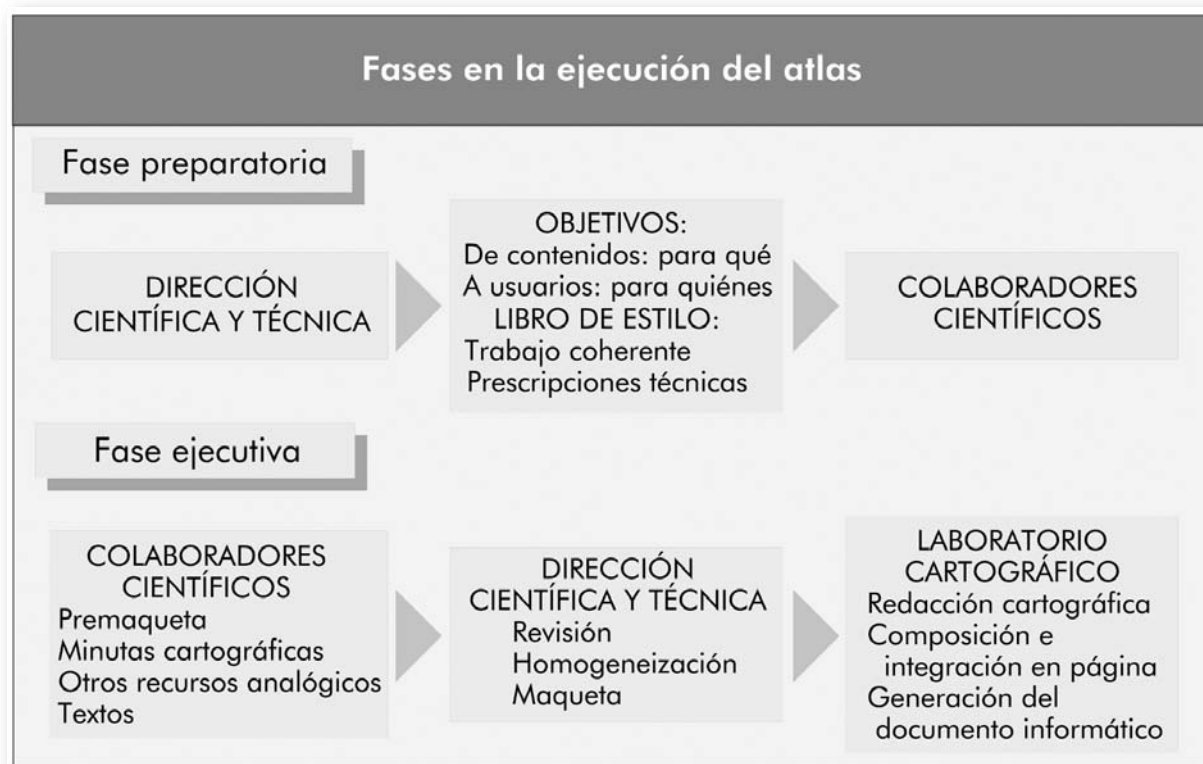 Fases en la ejecución del atlas
Fase preparatoria
DIRECCIÓN
CIENTÍFICA Y TÉCNICA
OBJETIVOS:
De contenidos: para qué
A usuarios: para quiénes
LIBRO DE ESTILO:
Trabajo coherente
Prescripciones técnicas
COLABORADORES
CIENTÍFICOS
Fase ejecutiva
COLABORADORES
CIENTÍFICOS
Premaqueta
Minutas cartográficas
Otros recursos analógicos
Textos
DIRECCIÓN
CIENTÍFICA Y TÉCNICA
Revisión
Homogeneización
Maqueta
LABORATORIO
CARTOGRÁFICO
Redacción cartográfica
Composición e
integración en página
Generación del
documento informático